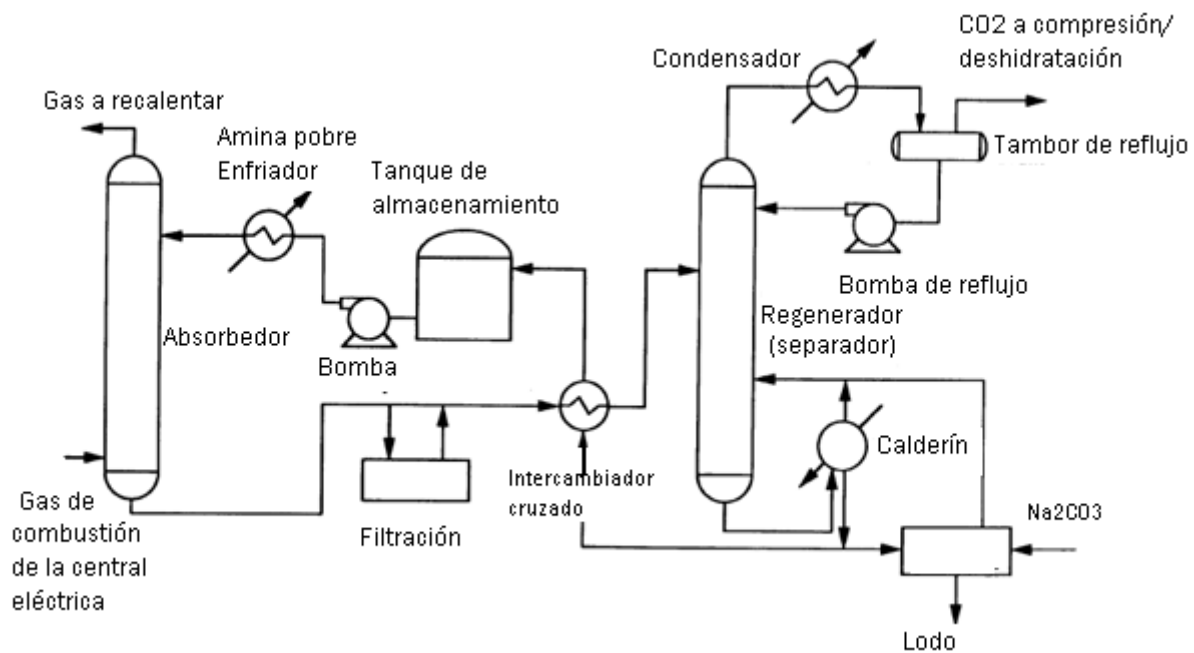 CO2 a compresión/
deshidratación
Condensador
Gas a recalentar
Amina pobre
Enfriador
Tanque de
almacenamiento
Tambor de reflujo
Bomba de reflujo
Absorbedor
Bomba
Regenerador
(separador)
Calderín
Intercambiador
cruzado
Gas de
combustión
de la central
eléctrica
Filtración
Na2CO3
Lodo